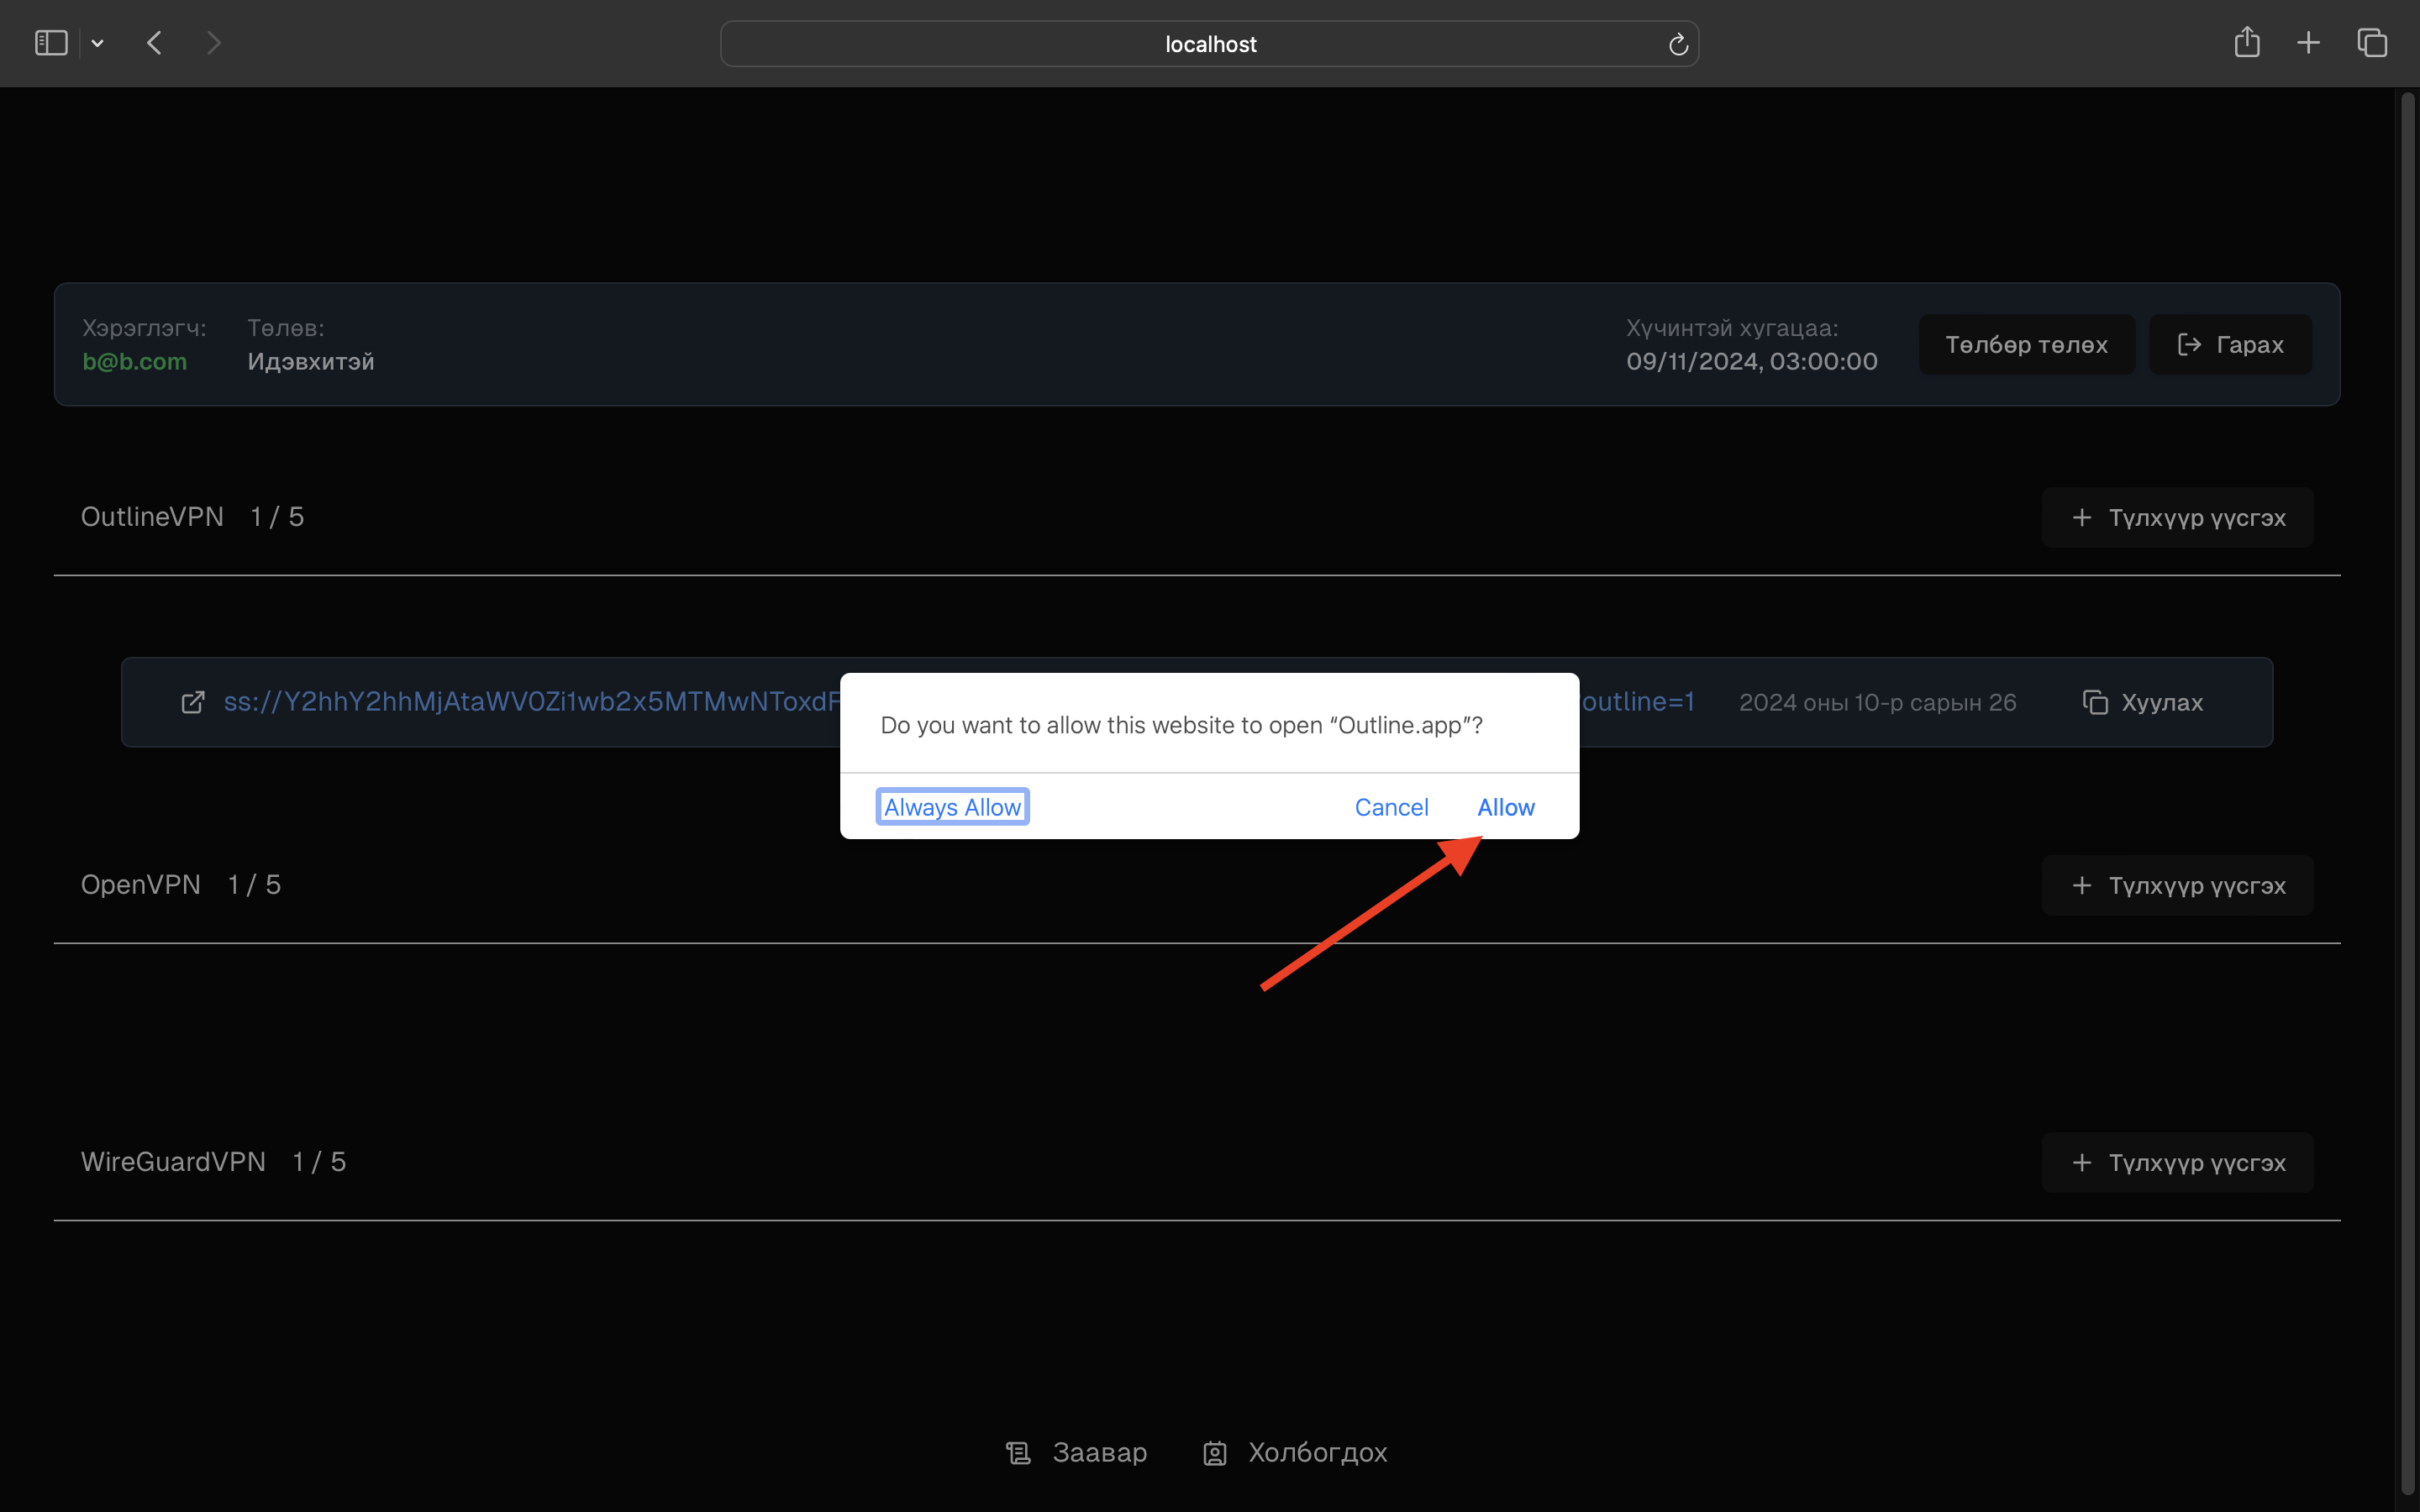 localhost
Хэрэглэгч: Төлөв: Хүчинтэй хугацаа:
b@b.com Идэвхитэй 09/11/2024, 03:00:00 Төлбөр төлөх Гарах
OutlineVPN 1 / 5 Түлхүүр үүсгэх
ss://Y2hhY2hhMjAtaWV0Zi1wb2x5MTMwNToxdF outline=1 2024 оны 10-р сарын 26 Хуулах
Do you want to allow this website to open “Outline.app”?
Always Allow Cancel Allow
OpenVPN 1 / 5 Түлхүүр үүсгэх
WireGuardVPN 1 / 5 Түлхүүр үүсгэх
Заавар Холбогдох